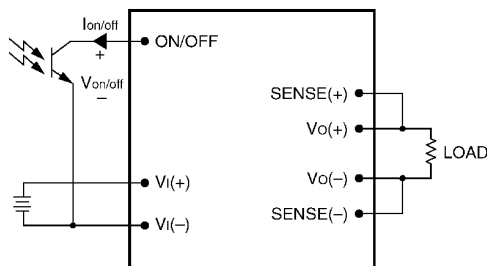 Ion/off
ON/OFF
+
Von/off
–
SENSE(+)
VO(+)
LOAD
VO(–)
SENSE(–)
VI(+)
VI(–)